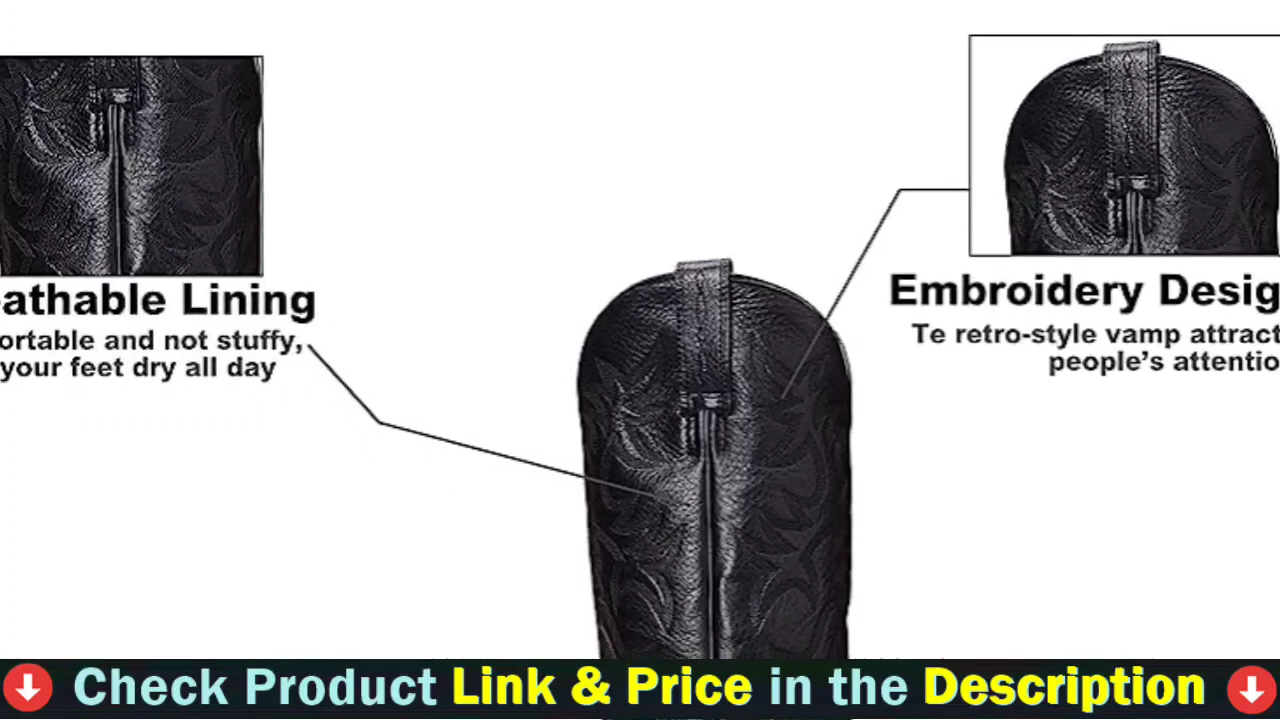 eathable Lining
ortable and not stuffy,
your feet dry all day
Embroidery Desig
Te retro-style vamp attract
people's attentio
Check Product Link & Price in the Description